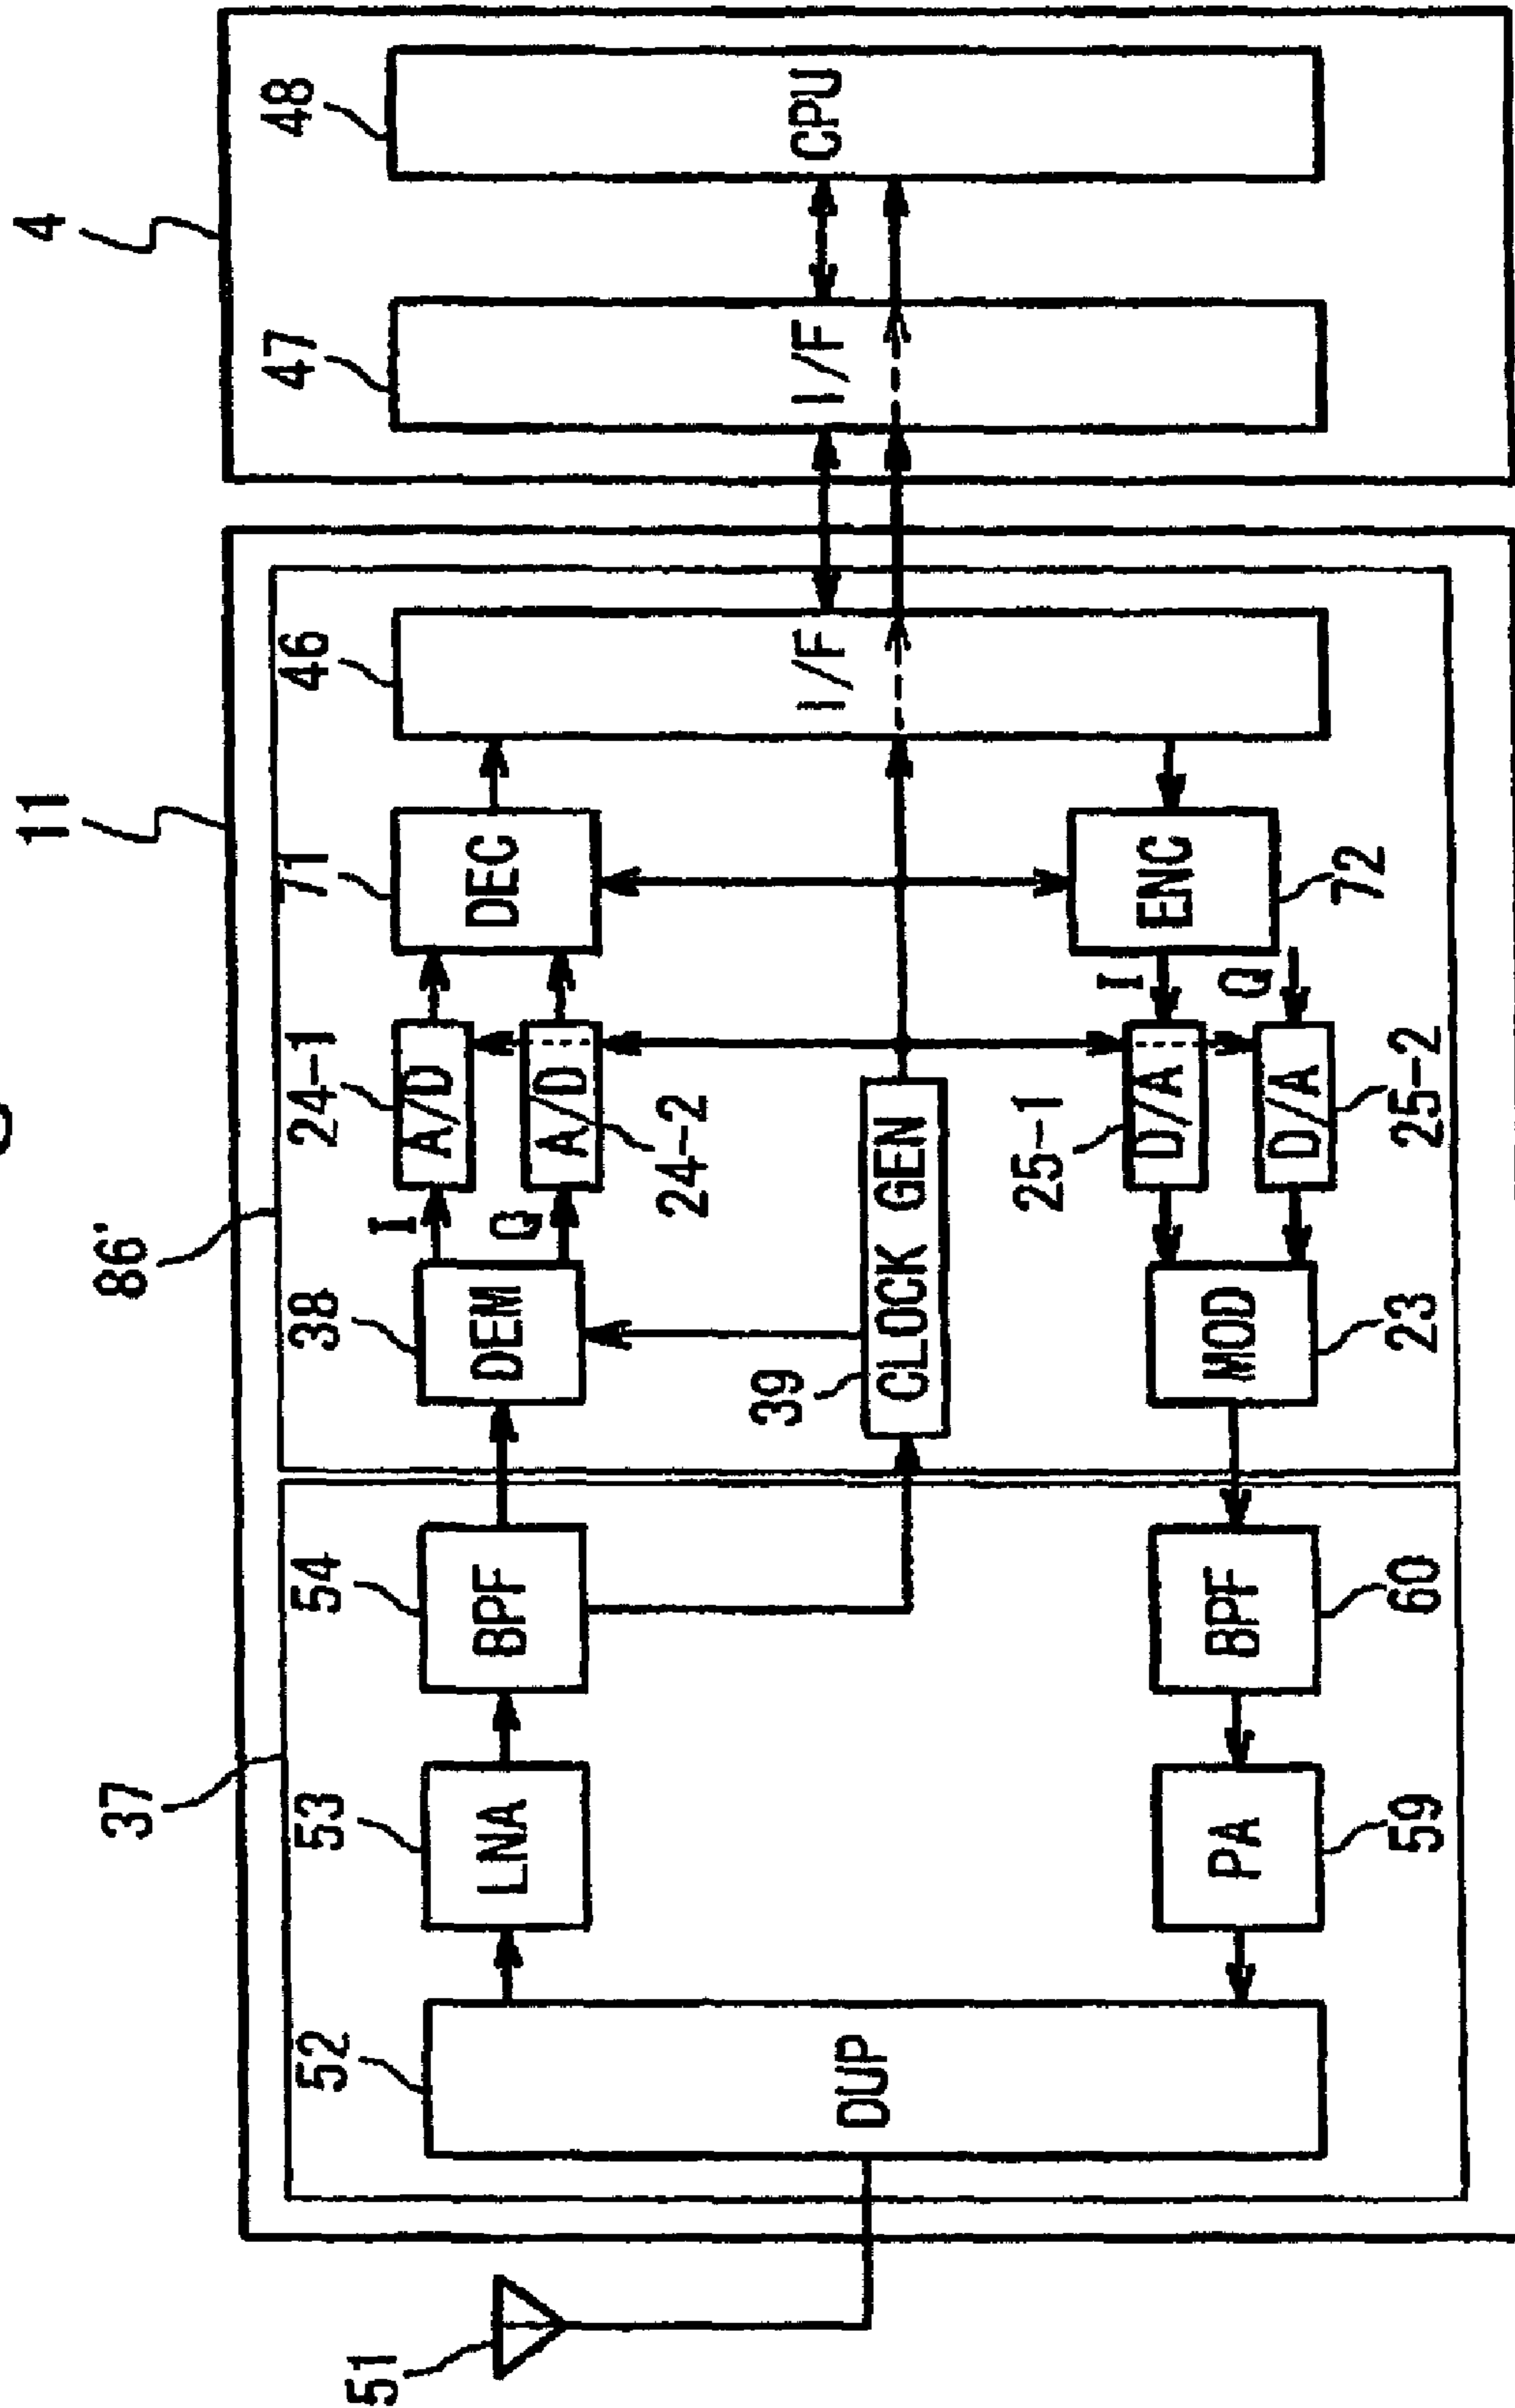 4
11
86'
37
48
47
46
71
24-1
38
54
53
52
51
CPU
I/F
I/F
DEC
A/D
I
DEM
BPF
LNA
A/D
Q
24-2
CLOCK GEN
39
DUP
ENC
I
D/A
25-1
MOD
BPF
PA
Q
D/A
72
25-2
23
60
59